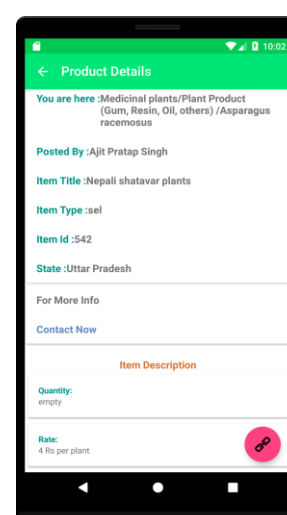 10:02
Product Details
You are here :Medicinal plants/Plant Product
(Gum, Resin, Oil, others) /Asparagus
racemosus
Posted By :Ajit Pratap Singh
Item Title :Nepali shatavar plants
Item Type :sel
Item Id :542
State :Uttar Pradesh
For More Info
Contact Now
Item Description
Quantity:
empty
Rate:
4 Rs per plant